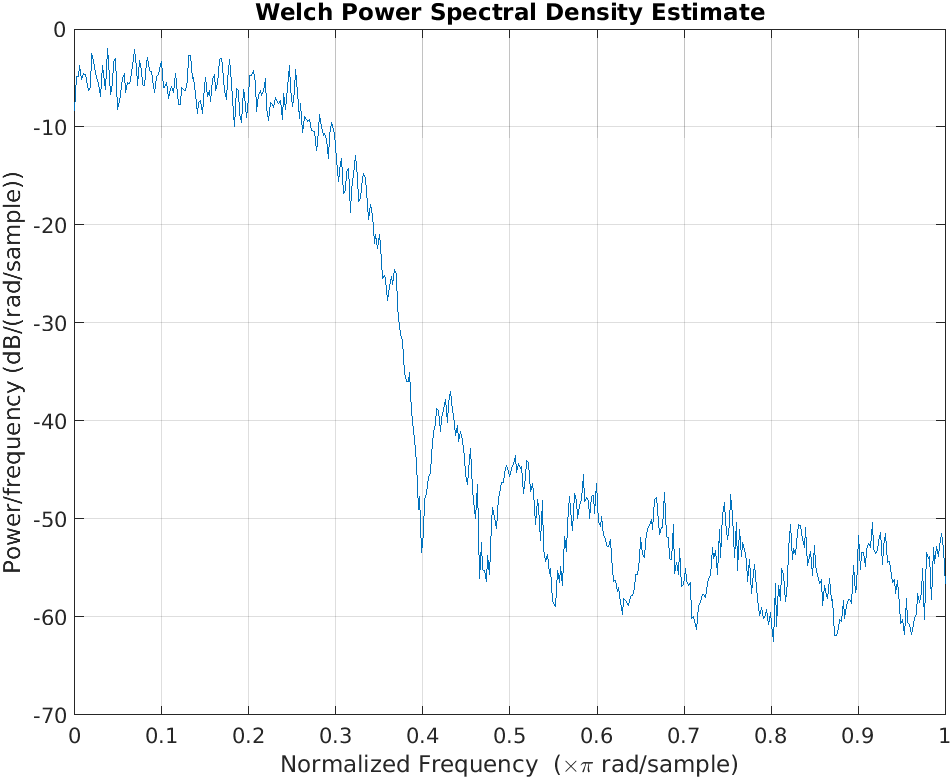 Welch Power Spectral Density Estimate
Power/frequency (dB/(rad/sample))
0
-10
-20
-30
-40
-50
-60
-70
0 0.1 0.2 0.3 0.4 0.5 0.6 0.7 0.8 0.9 1
Normalized Frequency (×π rad/sample)